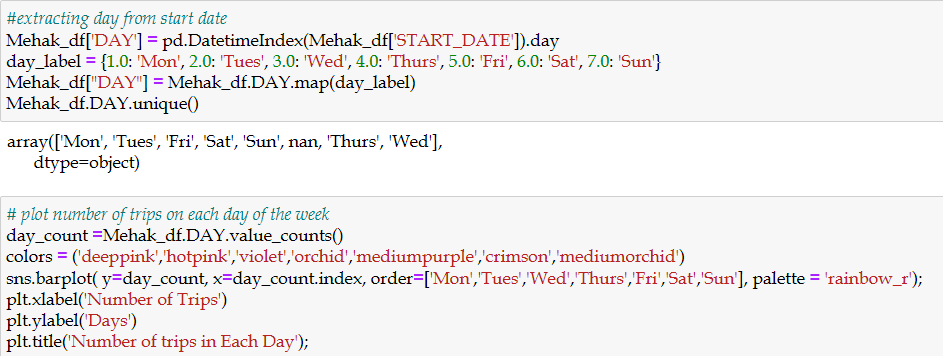 #extracting day from start date
Mehak_df['DAY'] = pd.DatetimeIndex(Mehak_df['START_DATE']).day
day_label = {1.0: 'Mon', 2.0: 'Tues', 3.0: 'Wed', 4.0: 'Thurs', 5.0: 'Fri', 6.0: 'Sat', 7.0: 'Sun'}
Mehak_df["DAY"] = Mehak_df.DAY.map(day_label)
Mehak_df.DAY.unique()
array(['Mon', 'Tues', 'Fri', 'Sat', 'Sun', nan, 'Thurs', 'Wed'],
dtype=object)
# plot number of trips on each day of the week
day_count =Mehak_df.DAY.value_counts()
colors = ('deeppink','hotpink','violet','orchid','mediumpurple','crimson','mediumorchid')
sns.barplot( y=day_count, x=day_count.index, order=['Mon','Tues','Wed','Thurs','Fri','Sat','Sun'], palette = 'rainbow_r');
plt.xlabel('Number of Trips')
plt.ylabel('Days')
plt.title('Number of trips in Each Day');